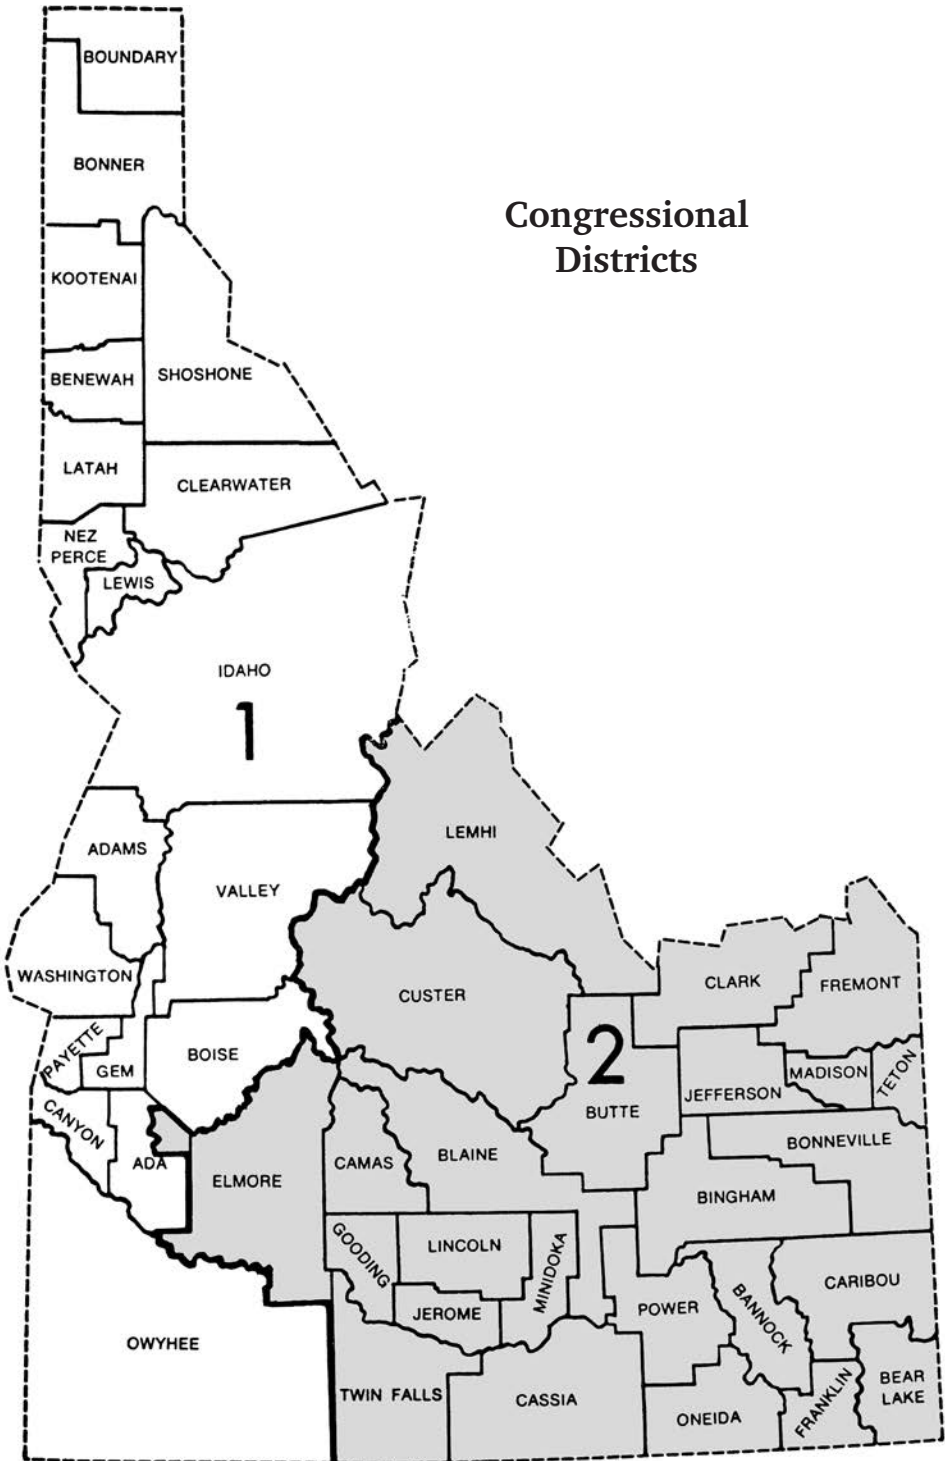 Congressional
Districts
BOUNDARY
BONNER
KOOTENAI
BENEWAH
SHOSHONE
LATAH
CLEARWATER
NEZ
PERCE
LEWIS
IDAHO
1
LEMHI
ADAMS
VALLEY
WASHINGTON
CUSTER
CLARK
FREMONT
PAYETTE
GEM
BOISE
2
BUTTE
JEFFERSON
MADISON
TETON
CANYON
ADA
ELMORE
CAMAS
BLAINE
BONNEVILLE
BINGHAM
GOODING
LINCOLN
MINIDOKA
JEROME
POWER
BANNOCK
CARIBOU
OWYHEE
TWIN FALLS
CASSIA
ONEIDA
FRANKLIN
BEAR
LAKE